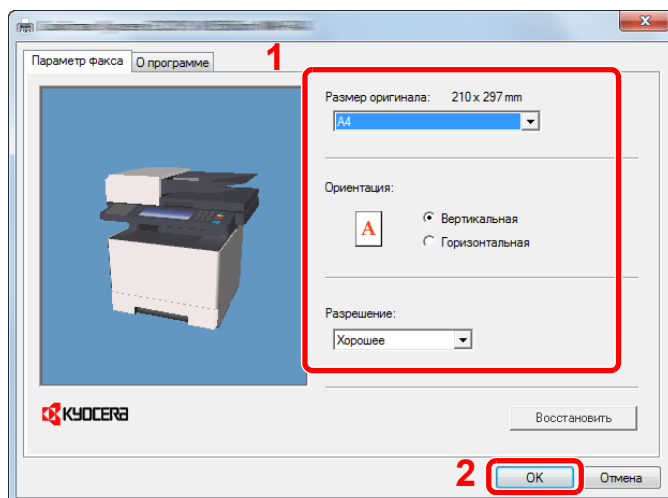 Параметр факса
О программе
1
Размер оригинала: 210 x 297 mm
A4
Ориентация:
A
Вертикальная
Горизонтальная
Разрешение:
Хорошее
KYOCERA
Восстановить
2
OK
Отмена